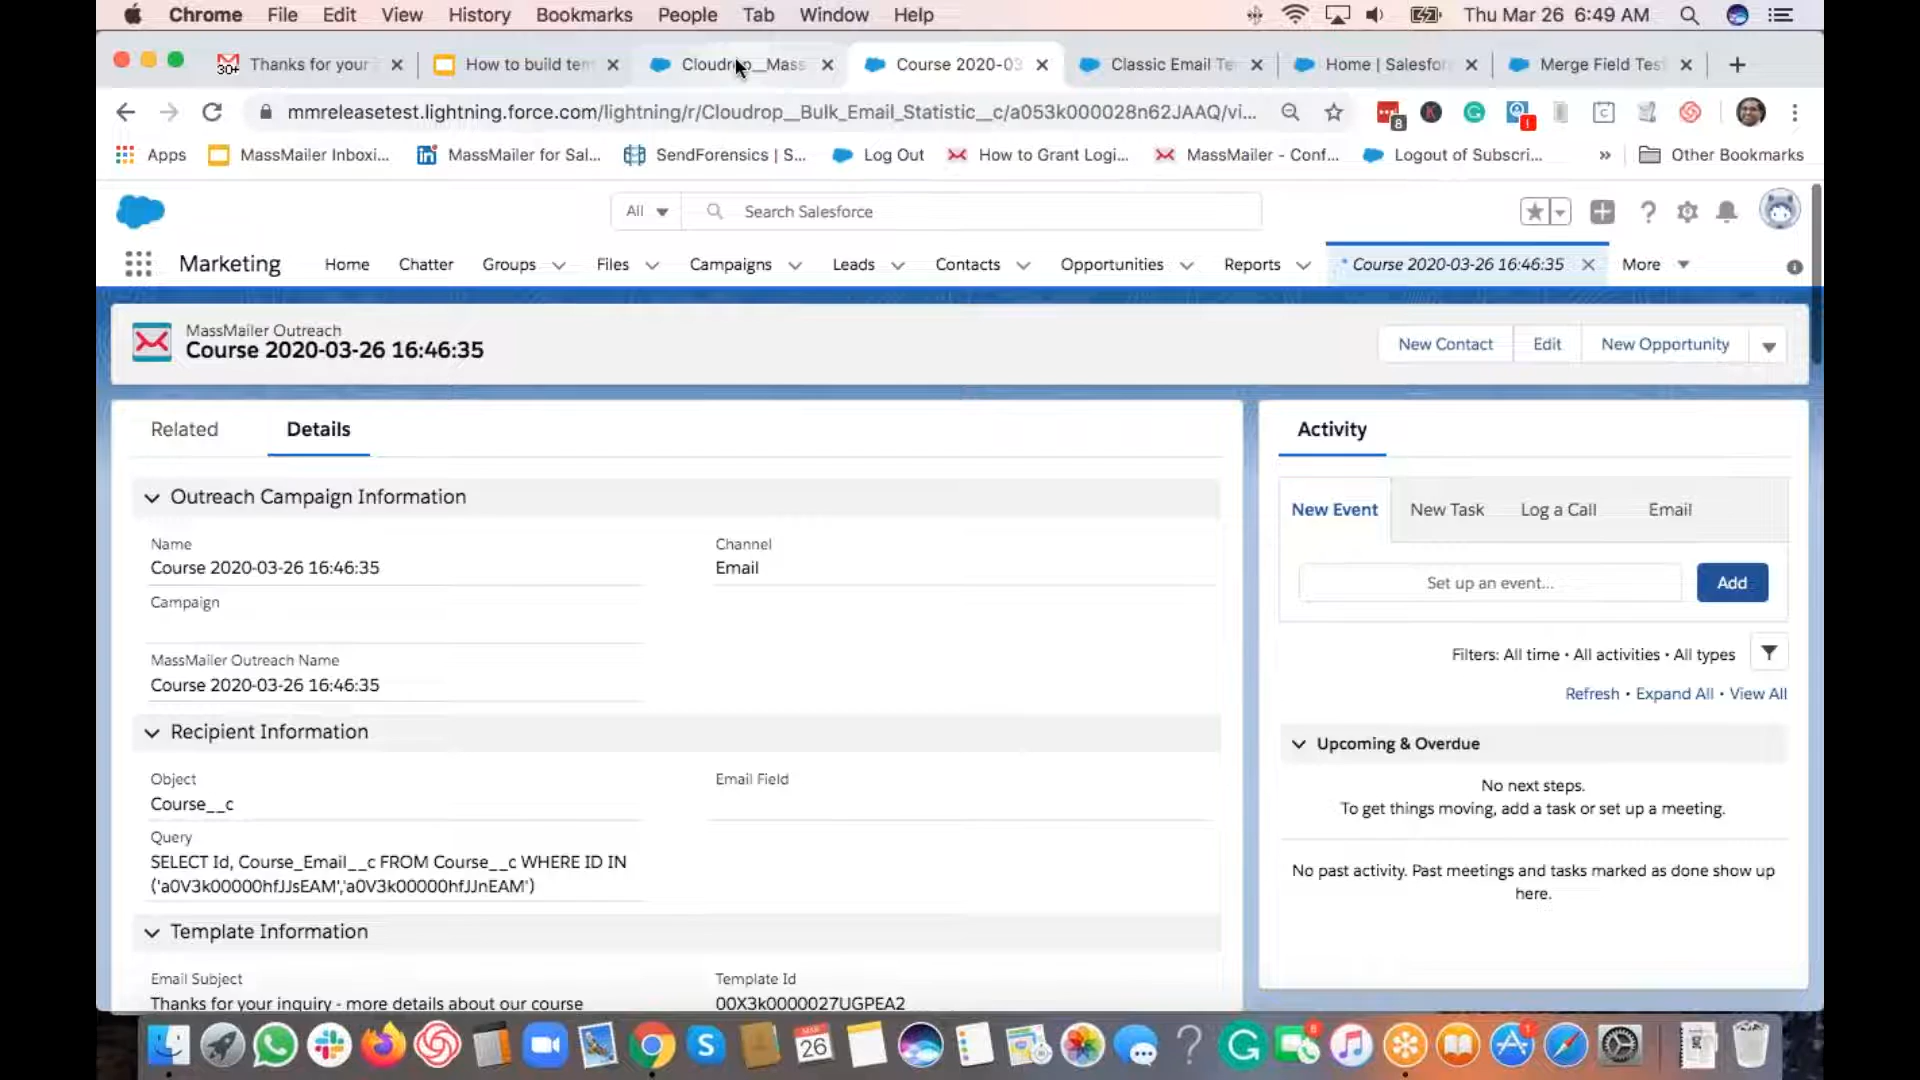 Chrome File Edit View History Bookmarks People Tab Window Help Thu Mar 26 6:49 AM
30+ Thanks for your How to build tem Cloudrop__Mass Course 2020-03 Classic Email Te Home | Salesfor Merge Field Tes
mmreleasetest.lightning.force.com/lightning/r/Cloudrop__Bulk_Email_Statistic__c/a053k000028n62JAAQ/vi... 8
Apps MassMailer Inboxi... MassMailer for Sal... SendForensics | S... Log Out How to Grant Logi... MassMailer - Conf... Logout of Subscri... » Other Bookmarks
All Search Salesforce
Marketing Home Chatter Groups Files Campaigns Leads Contacts Opportunities Reports * Course 2020-03-26 16:46:35 More
MassMailer Outreach
Course 2020-03-26 16:46:35
New Contact Edit New Opportunity
Related Details
Outreach Campaign Information
Name
Course 2020-03-26 16:46:35
Channel
Email
Campaign
MassMailer Outreach Name
Course 2020-03-26 16:46:35
Recipient Information
Object
Course__c
Email Field
Query
SELECT Id, Course_Email__c FROM Course__c WHERE ID IN
('a0V3k00000hfJJsEAM','a0V3k00000hfJJnEAM')
Template Information
Email Subject
Thanks for your inquiry - more details about our course
Template Id
00X3k0000027UGPEA2
Activity
New Event New Task Log a Call Email
Set up an event... Add
Filters: All time • All activities • All types
Refresh • Expand All • View All
Upcoming & Overdue
No next steps.
To get things moving, add a task or set up a meeting.
No past activity. Past meetings and tasks marked as done show up
here.
MAR
26